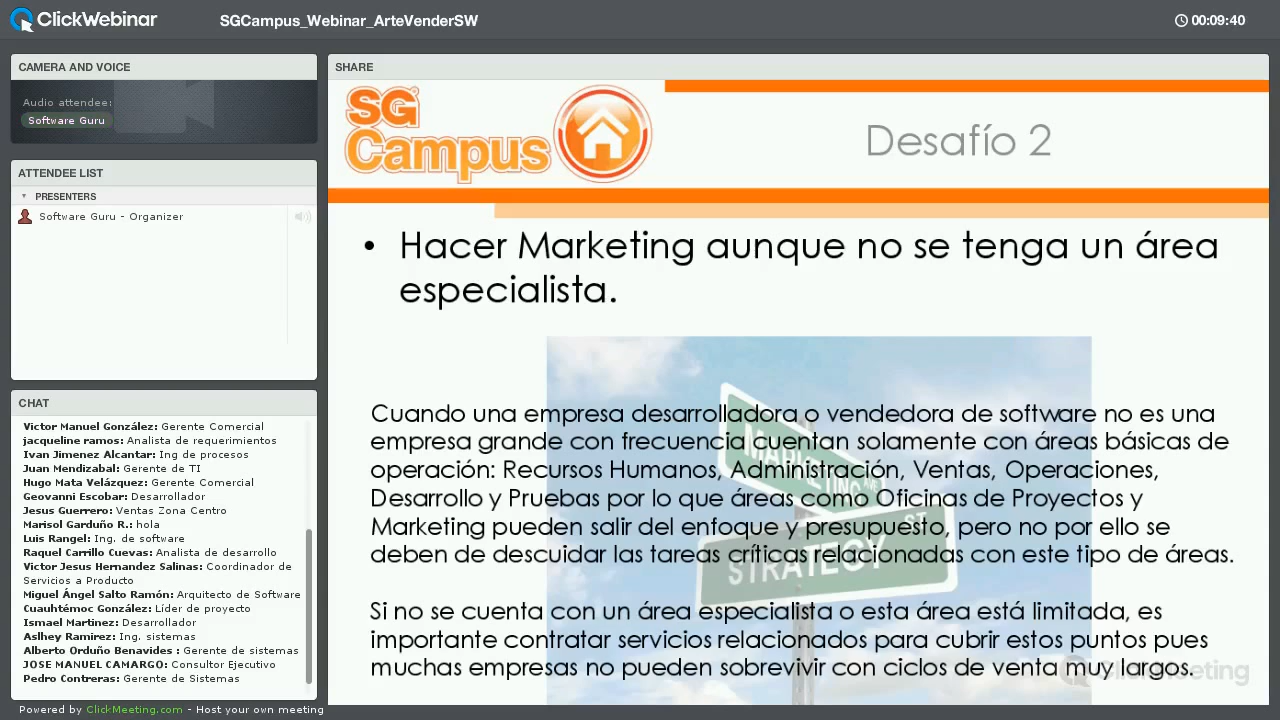 ClickWebinar
SGCampus_Webinar_ArteVenderSW
00:09:40
CAMERA AND VOICE
Audio attendee:
Software Guru
ATTENDEE LIST
PRESENTERS
Software Guru - Organizer
CHAT
Victor Manuel González: Gerente Comercial
jacqueline ramos: Analista de requerimientos
Ivan Jimenez Alcantar: Ing de procesos
Juan Mendizabal: Gerente de TI
Hugo Mata Velázquez: Gerente Comercial
Geovanni Escobar: Desarrollador
Jesus Guerrero: Ventas Zona Centro
Marisol Garduño R.: hola
Luis Rangel: Ing. de software
Raquel Carrillo Cuevas: Analista de desarrollo
Victor Jesus Hernandez Salinas: Coordinador de
Servicios a Producto
Miguel Ángel Salto Ramón: Arquitecto de Software
Cuauhtémoc González: Líder de proyecto
Ismael Martinez: Desarrollador
Aslhey Ramirez: Ing. sistemas
Alberto Orduño Benavides : Gerente de sistemas
JOSE MANUEL CAMARGO: Consultor Ejecutivo
Pedro Contreras: Gerente de Sistemas
Powered by ClickMeeting.com - Host your own meeting
SHARE
SG
Campus
Desafío 2
• Hacer Marketing aunque no se tenga un área
especialista.
Cuando una empresa desarrolladora o vendedora de software no es una
empresa grande con frecuencia cuentan solamente con áreas básicas de
operación: Recursos Humanos, Administración, Ventas, Operaciones,
Desarrollo y Pruebas por lo que áreas como Oficinas de Proyectos y
Marketing pueden salir del enfoque y presupuesto, pero no por ello se
deben de descuidar las tareas críticas relacionadas con este tipo de áreas.
Si no se cuenta con un área especialista o esta área está limitada, es
importante contratar servicios relacionados para cubrir estos puntos pues
muchas empresas no pueden sobrevivir con ciclos de venta muy largos.
MARKETING AVE
STRATEGY ST
ClickMeeting